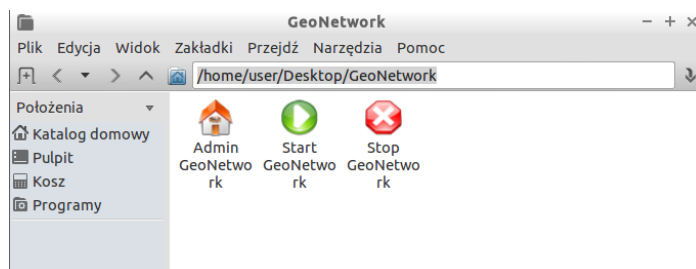 GeoNetwork
Plik Edycja Widok Zakładki Przejdź Narzędzia Pomoc
/home/user/Desktop/GeoNetwork
Położenia
Katalog domowy
Pulpit
Kosz
Programy
Admin
GeoNetwo
rk
Start
GeoNetwo
rk
Stop
GeoNetwo
rk